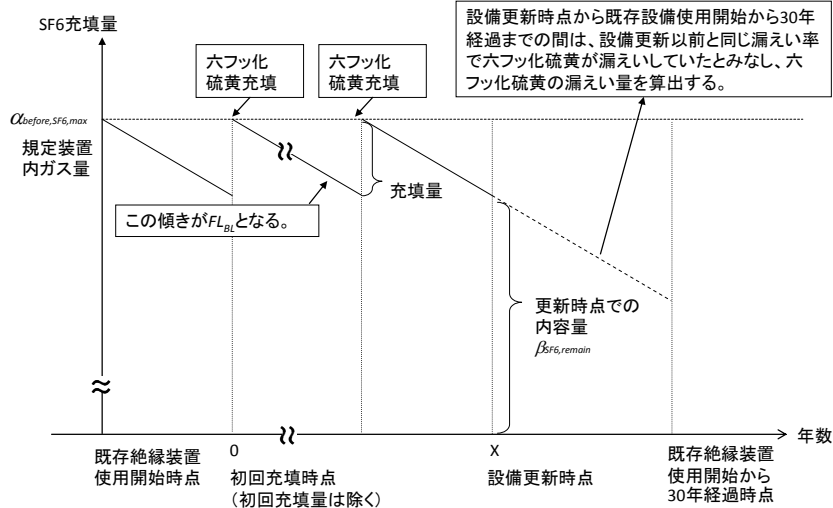 SF6充填量
六フッ化
硫黄充填
六フッ化
硫黄充填
設備更新時点から既存設備使用開始から30年
経過までの間は、設備更新以前と同じ漏えい率
で六フッ化硫黄が漏えいしていたとみなし、六
フッ化硫黄の漏えい量を算出する。
αbefore,SF6,max
規定装置
内ガス量
充填量
この傾きがFLBLとなる。
更新時点での
内容量
βSF6,remain
年数
0
X
既存絶縁装置
使用開始時点
初回充填時点
（初回充填量は除く）
設備更新時点
既存絶縁装置
使用開始から
30年経過時点